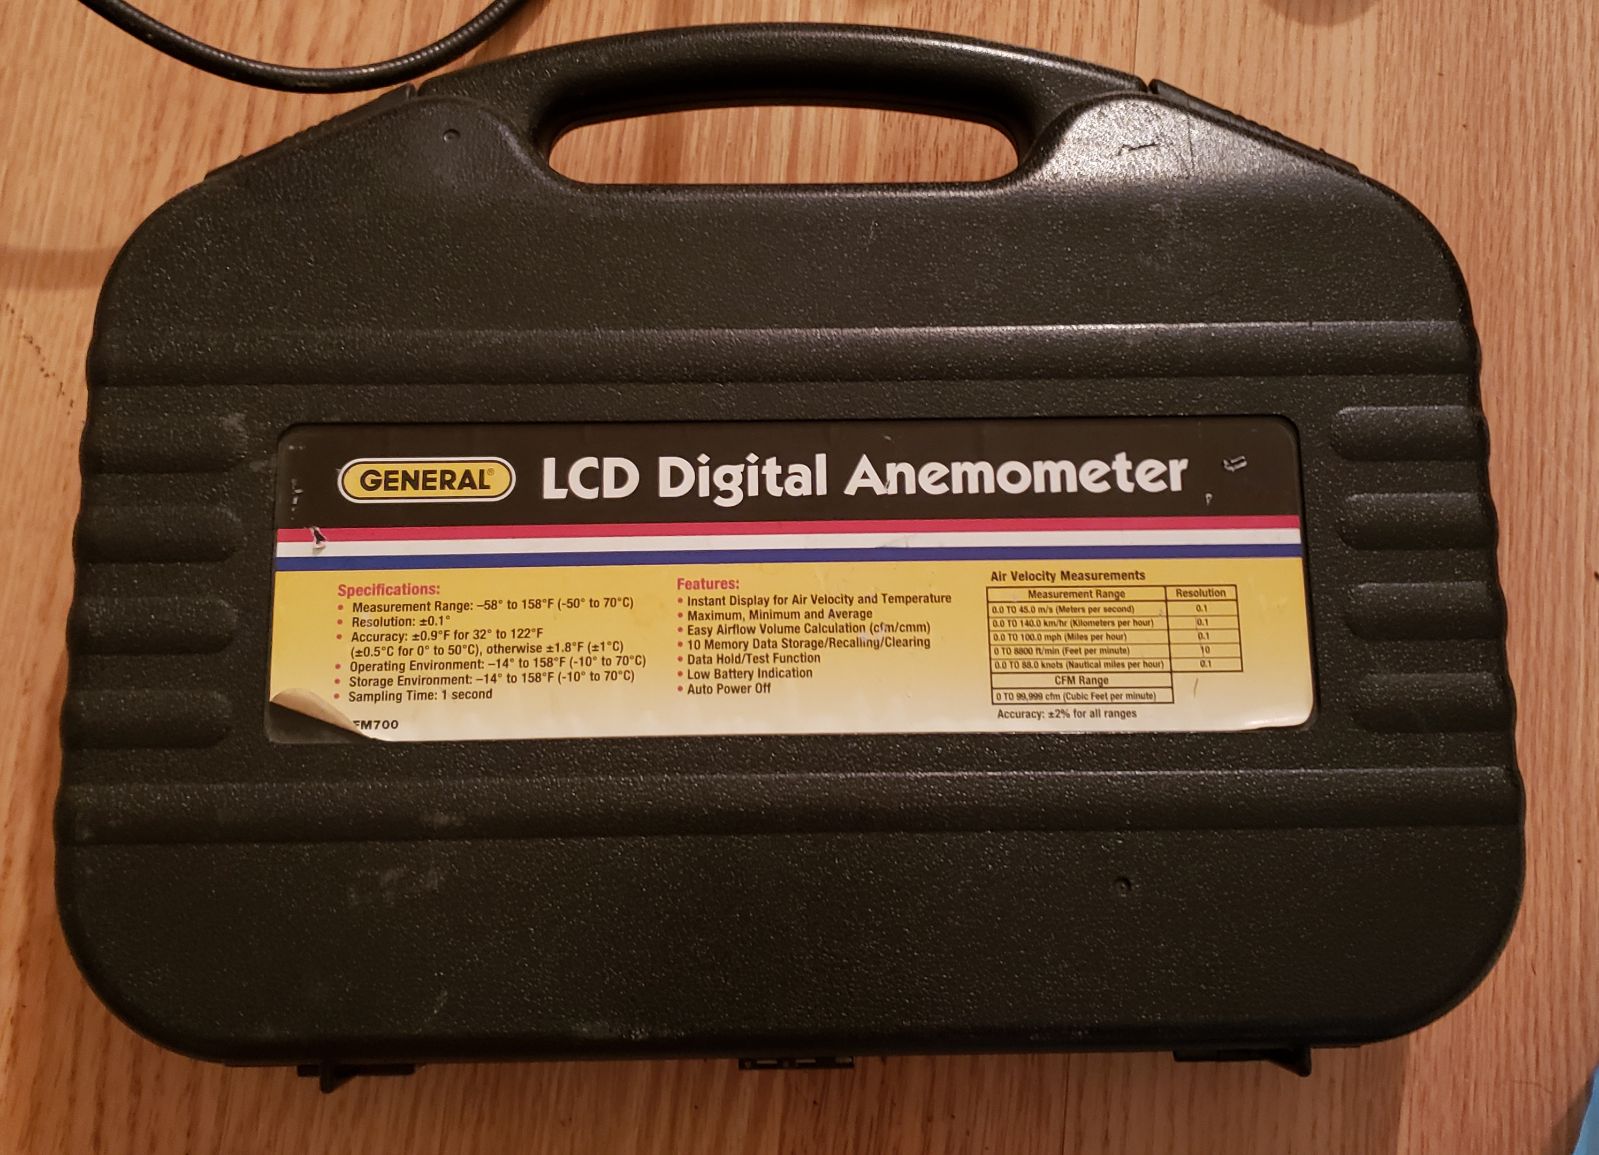 GENERAL®
LCD Digital Anemometer
Specifications:
• Measurement Range: –58° to 158°F (-50° to 70°C)
• Resolution: ±0.1°
• Accuracy: ±0.9°F for 32° to 122°F
(±0.5°C for 0° to 50°C), otherwise ±1.8°F (±1°C)
• Operating Environment: –14° to 158°F (-10° to 70°C)
• Storage Environment: –14° to 158°F (-10° to 70°C)
• Sampling Time: 1 second
FM700
Features:
• Instant Display for Air Velocity and Temperature
• Maximum, Minimum and Average
• Easy Airflow Volume Calculation (cfm/cmm)
• 10 Memory Data Storage/Recalling/Clearing
• Data Hold/Test Function
• Low Battery Indication
• Auto Power Off
Air Velocity Measurements
Measurement Range Resolution
0.0 TO 45.0 m/s (Meters per second) 0.1
0.0 TO 140.0 km/hr (Kilometers per hour) 0.1
0.0 TO 100.0 mph (Miles per hour) 0.1
0 TO 8800 ft/min (Feet per minute) 10
0.0 TO 88.0 knots (Nautical miles per hour) 0.1
CFM Range
0 TO 99,999 cfm (Cubic Feet per minute)
Accuracy: ±2% for all ranges